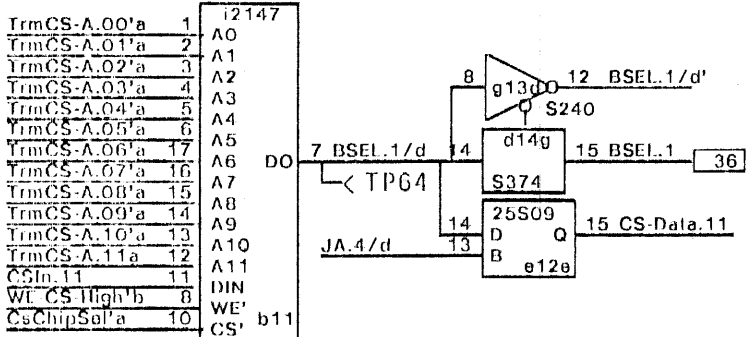 i2147
TrmCS-A.00'a 1 A0
TrmCS-A.01'a 2 A1
TrmCS-A.02'a 3 A2
TrmCS-A.03'a 4 A3
TrmCS-A.04'a 5 A4
TrmCS-A.05'a 6 A5
TrmCS-A.06'a 17 A6
TrmCS-A.07'a 16 A7
TrmCS-A.08'a 15 A8
TrmCS-A.09'a 14 A9
TrmCS-A.10'a 13 A10
TrmCS-A.11a 12 A11
CSIn.11 11 DIN
WE CS-High'b 8 WE'
CsChipSel'a 10 CS'
b11
DO 7 BSEL.1/d
< TP64
8 g13d 12 BSEL.1/d'
S240
14 d14g 15 BSEL.1 36
S374
25S09
14 D Q 15 CS-Data.11
JA.4/d 13 B
e12e